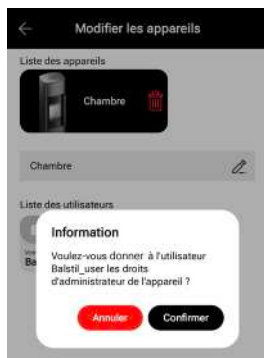 Modifier les appareils
Liste des appareils
Chambre
Chambre
Liste des utilisateurs
Information
Voulez-vous donner à l'utilisateur
Balstil_user les droits
d'administrateur de l'appareil ?
Annuler
Confirmer